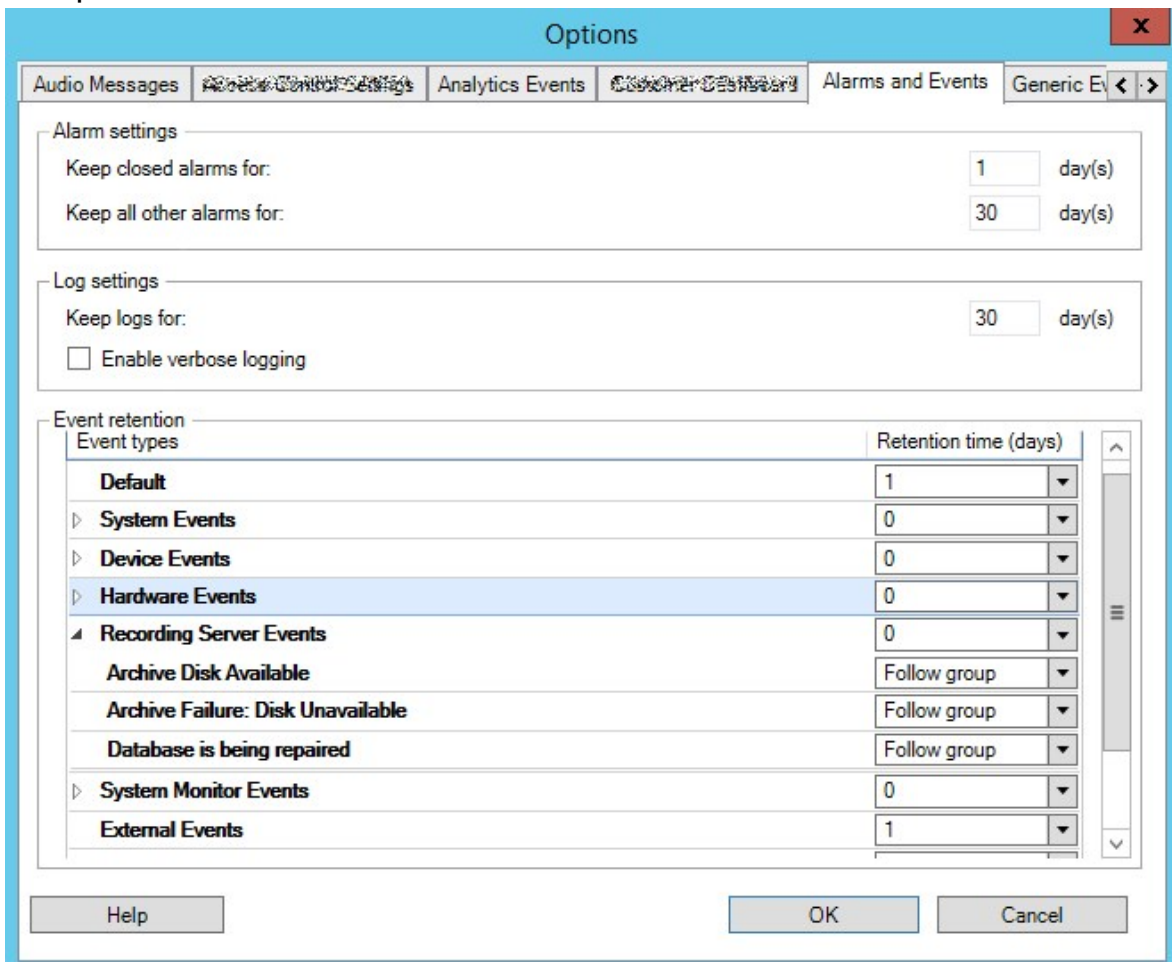 Options
x
Audio Messages Analytics Events Alarms and Events Generic Ev
Alarm settings
Keep closed alarms for: 1 day(s)
Keep all other alarms for: 30 day(s)
Log settings
Keep logs for: 30 day(s)
Enable verbose logging
Event retention
Event types Retention time (days)
Default 1
System Events 0
Device Events 0
Hardware Events 0
Recording Server Events 0
Archive Disk Available Follow group
Archive Failure: Disk Unavailable Follow group
Database is being repaired Follow group
System Monitor Events 0
External Events 1
Help OK Cancel